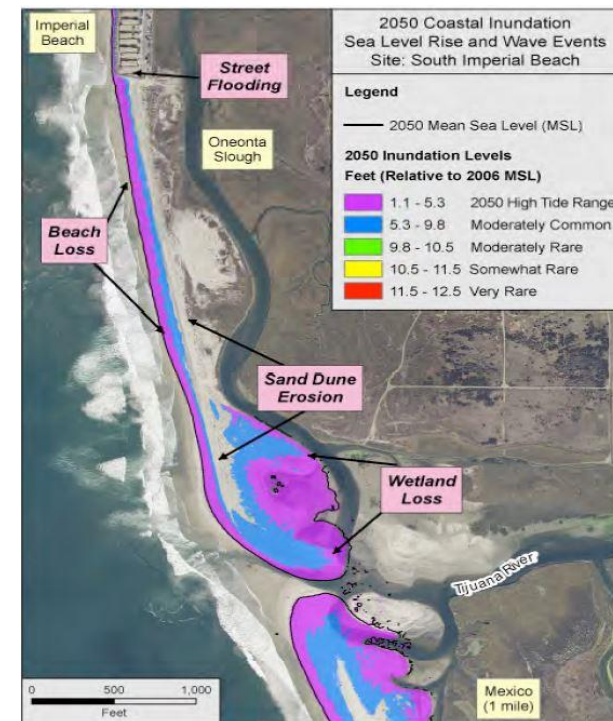 2050 Coastal Inundation
Sea Level Rise and Wave Events
Site: South Imperial Beach
Legend
2050 Mean Sea Level (MSL)
2050 Inundation Levels
Feet (Relative to 2006 MSL)
1.1 - 5.3 2050 High Tide Range
5.3 - 9.8 Moderately Common
9.8 - 10.5 Moderately Rare
10.5 - 11.5 Somewhat Rare
11.5 - 12.5 Very Rare
Imperial
Beach
Street
Flooding
Oneonta
Slough
Beach
Loss
Sand Dune
Erosion
Wetland
Loss
Tijuana River
Mexico
(1 mile)
0 500 1,000
Feet